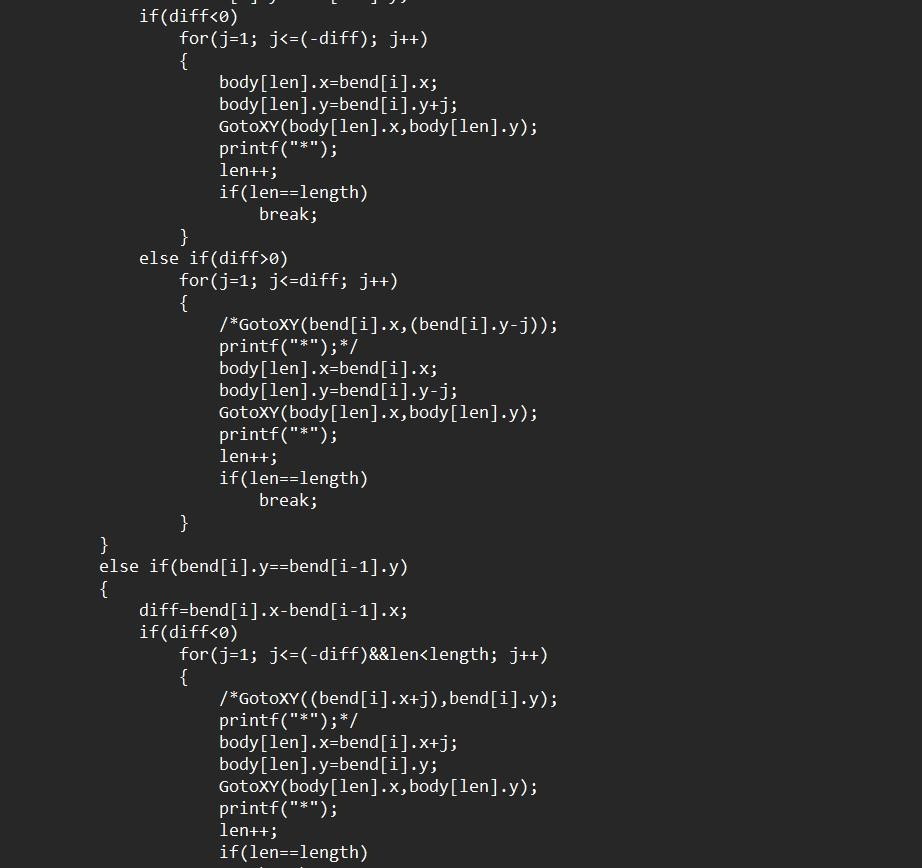 if(diff<0)
for(j=1; j<=(-diff); j++)
{
body[len].x=bend[i].x;
body[len].y=bend[i].y+j;
GotoXY(body[len].x,body[len].y);
printf("*");
len++;
if(len==length)
break;
}
else if(diff>0)
for(j=1; j<=diff; j++)
{
/*GotoXY(bend[i].x,(bend[i].y-j));
printf("*");*/
body[len].x=bend[i].x;
body[len].y=bend[i].y-j;
GotoXY(body[len].x,body[len].y);
printf("*");
len++;
if(len==length)
break;
}
}
else if(bend[i].y==bend[i-1].y)
{
diff=bend[i].x-bend[i-1].x;
if(diff<0)
for(j=1; j<=(-diff)&&len<length; j++)
{
/*GotoXY((bend[i].x+j),bend[i].y);
printf("*");*/
body[len].x=bend[i].x+j;
body[len].y=bend[i].y;
GotoXY(body[len].x,body[len].y);
printf("*");
len++;
if(len==length)